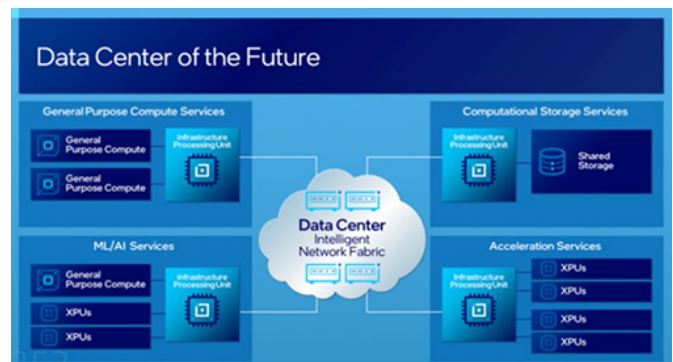 Data Center of the Future
General Purpose Compute Services
General
Purpose Compute
General
Purpose Compute
Infrastructure
Processing Unit
Computational Storage Services
Infrastructure
Processing Unit
Shared
Storage
Data Center
Intelligent
Network Fabric
ML/AI Services
General
Purpose Compute
XPUs
XPUs
Infrastructure
Processing Unit
Acceleration Services
Infrastructure
Processing Unit
XPUs
XPUs
XPUs
XPUs